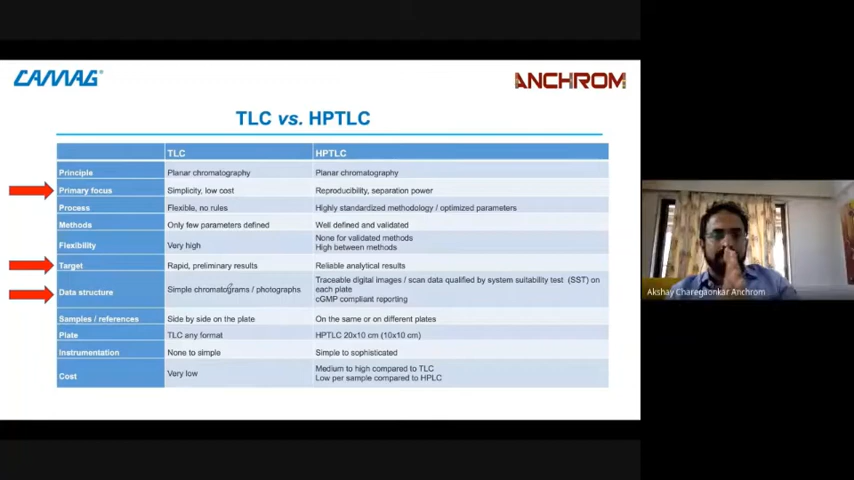 CAMAG®
ANCHROM
TLC vs. HPTLC
TLC HPTLC
Principle Planar chromatography Planar chromatography
Primary focus Simplicity, low cost Reproducibility, separation power
Process Flexible, no rules Highly standardized methodology / optimized parameters
Methods Only few parameters defined Well defined and validated
Flexibility Very high None for validated methods
High between methods
Target Rapid, preliminary results Reliable analytical results
Data structure Simple chromatograms / photographs Traceable digital images / scan data qualified by system suitability test (SST) on
each plate
cGMP compliant reporting
Samples / references Side by side on the plate On the same or on different plates
Plate TLC any format HPTLC 20x10 cm (10x10 cm)
Instrumentation None to simple Simple to sophisticated
Cost Very low Medium to high compared to TLC
Low per sample compared to HPLC
Akshay Charegaonkar Anchrom